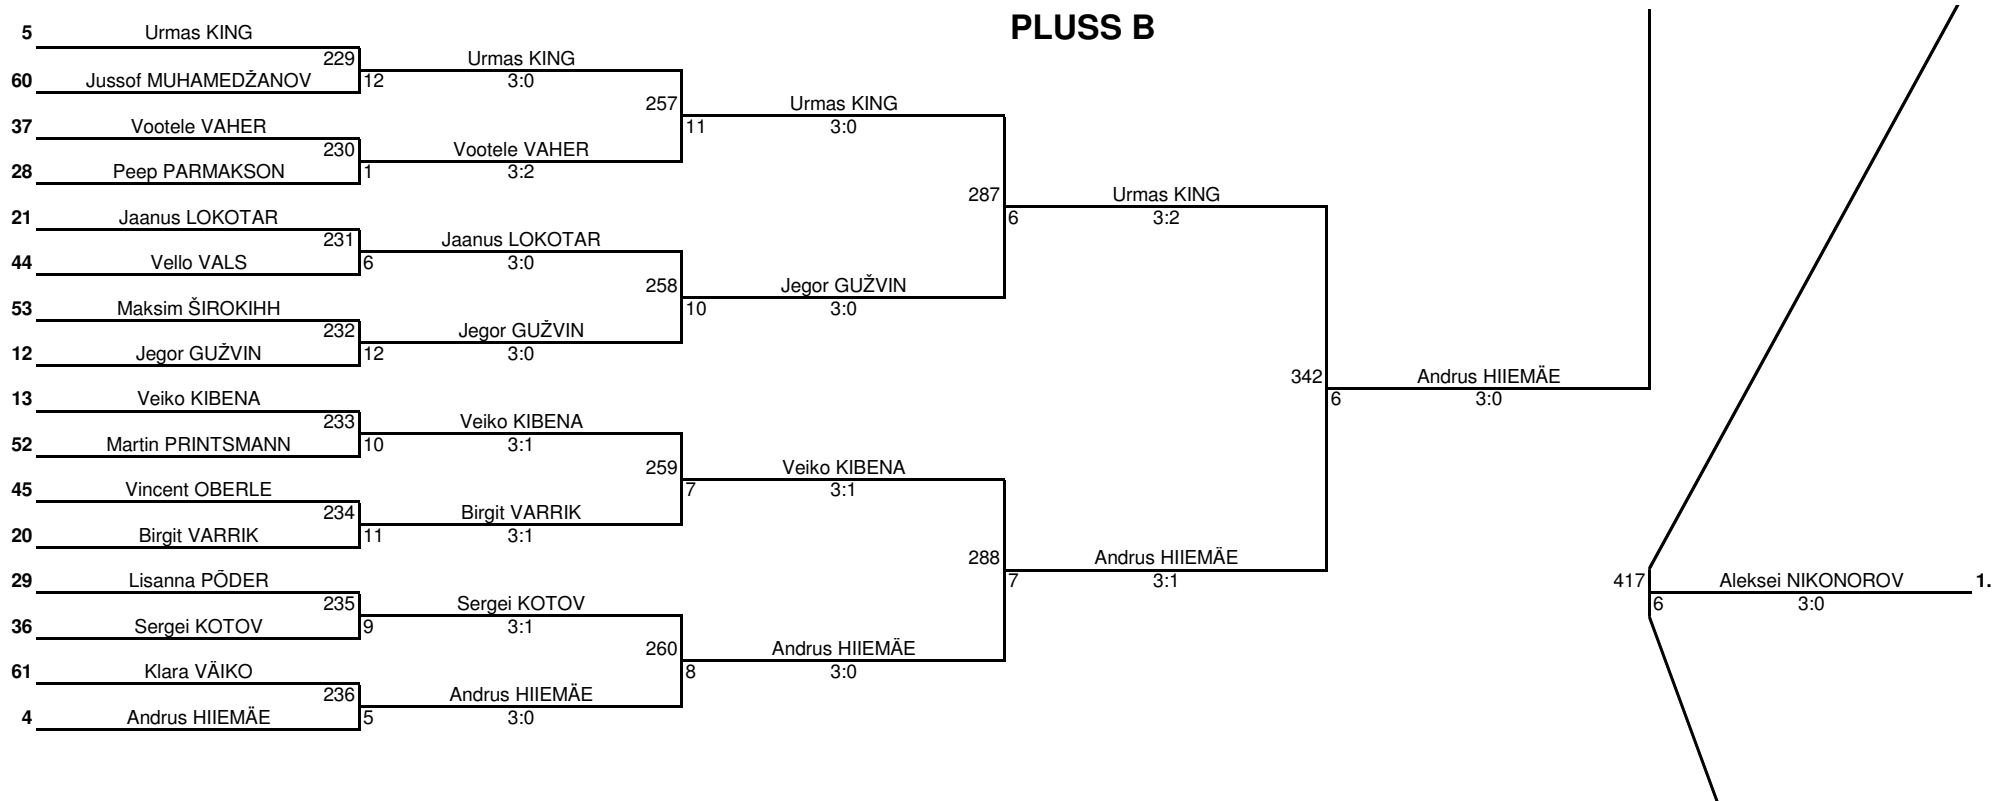 PLUSS B
5 Urmas KING
229 Urmas KING
60 Jussof MUHAMEDŽANOV 12 3:0
257 Urmas KING
37 Vootele VAHER 11 3:0
230 Vootele VAHER
28 Peep PARMAKSON 1 3:2
287 Urmas KING
21 Jaanus LOKOTAR 6 3:2
231 Jaanus LOKOTAR
44 Vello VALS 6 3:0
258 Jegor GUŽVIN
53 Maksim ŠIROKIHH 10 3:0
232 Jegor GUŽVIN
12 Jegor GUŽVIN 12 3:0
342 Andrus HIIEMÄE
13 Veiko KIBENA 6 3:0
233 Veiko KIBENA
52 Martin PRINTSMANN 10 3:1
259 Veiko KIBENA
45 Vincent OBERLE 7 3:1
234 Birgit VARRIK
20 Birgit VARRIK 11 3:1
288 Andrus HIIEMÄE
29 Lisanna PÕDER 7 3:1
417 Aleksei NIKONOROV 1.
6 3:0
235 Sergei KOTOV
36 Sergei KOTOV 9 3:1
260 Andrus HIIEMÄE
61 Klara VÄIKO 8 3:0
236 Andrus HIIEMÄE
4 Andrus HIIEMÄE 5 3:0